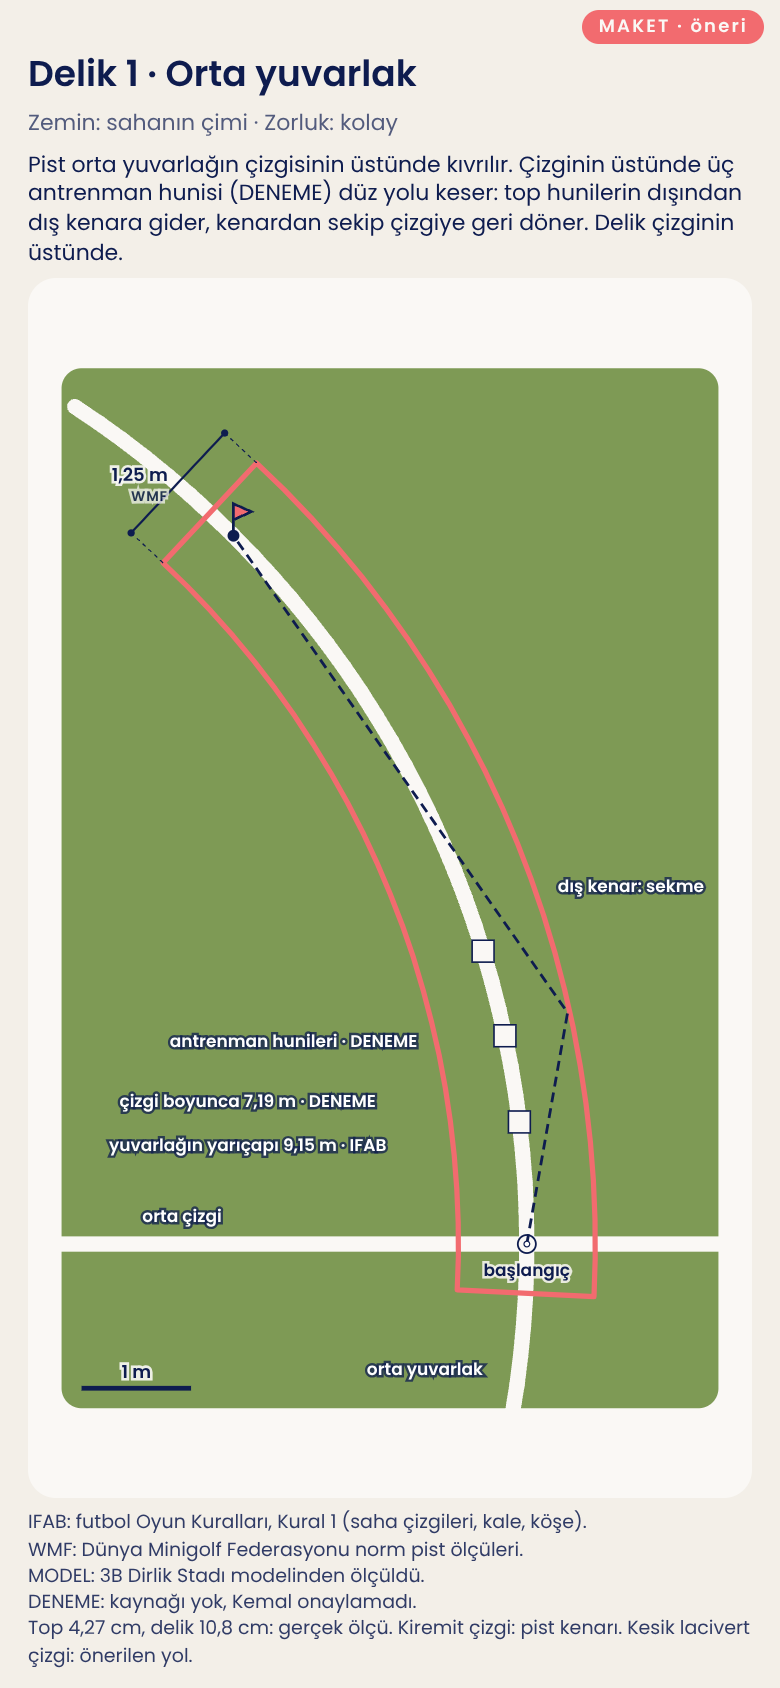 MAKET · öneri
Delik 1 · Orta yuvarlak
Zemin: sahanın çimi · Zorluk: kolay
Pist orta yuvarlağın çizgisinin üstünde kıvrılır. Çizginin üstünde üç
antrenman hunisi (DENEME) düz yolu keser: top hunilerin dışından
dış kenara gider, kenardan sekip çizgiye geri döner. Delik çizginin
üstünde.
1,25 m
WMF
dış kenar: sekme
antrenman hunileri · DENEME
çizgi boyunca 7,19 m · DENEME
yuvarlağın yarıçapı 9,15 m · IFAB
orta çizgi
başlangıç
orta yuvarlak
1 m
IFAB: futbol Oyun Kuralları, Kural 1 (saha çizgileri, kale, köşe).
WMF: Dünya Minigolf Federasyonu norm pist ölçüleri.
MODEL: 3B Dirlik Stadı modelinden ölçüldü.
DENEME: kaynağı yok, Kemal onaylamadı.
Top 4,27 cm, delik 10,8 cm: gerçek ölçü. Kiremit çizgi: pist kenarı. Kesik lacivert
çizgi: önerilen yol.